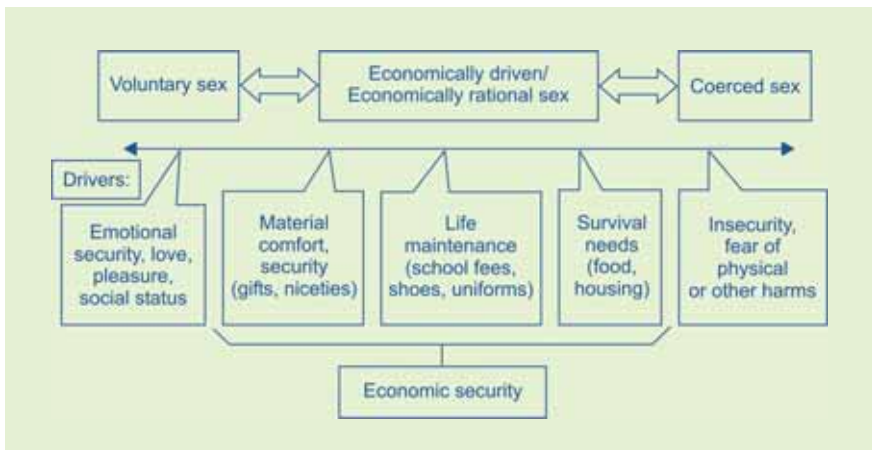 Voluntary sex
Economically driven/
Economically rational sex
Coerced sex
Drivers:
Emotional
security, love,
pleasure,
social status
Material
comfort,
security
(gifts, niceties)
Life
maintenance
(school fees,
shoes, uniforms)
Survival
needs
(food,
housing)
Insecurity,
fear of
physical
or other harms
Economic security